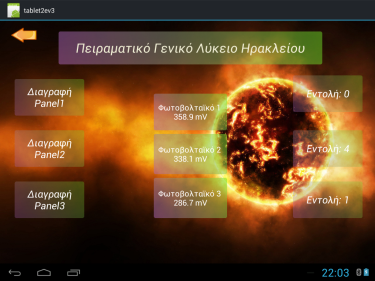 tablet2ev3
Πειραματικό Γενικό Λύκειο Ηρακλείου
Διαγραφή
Panel1
Φωτοβολταϊκό 1
358.9 mV
Εντολή: 0
Διαγραφή
Panel2
Φωτοβολταϊκό 2
338.1 mV
Εντολή: 4
Διαγραφή
Panel3
Φωτοβολταϊκό 3
286.7 mV
Εντολή: 1
22:03